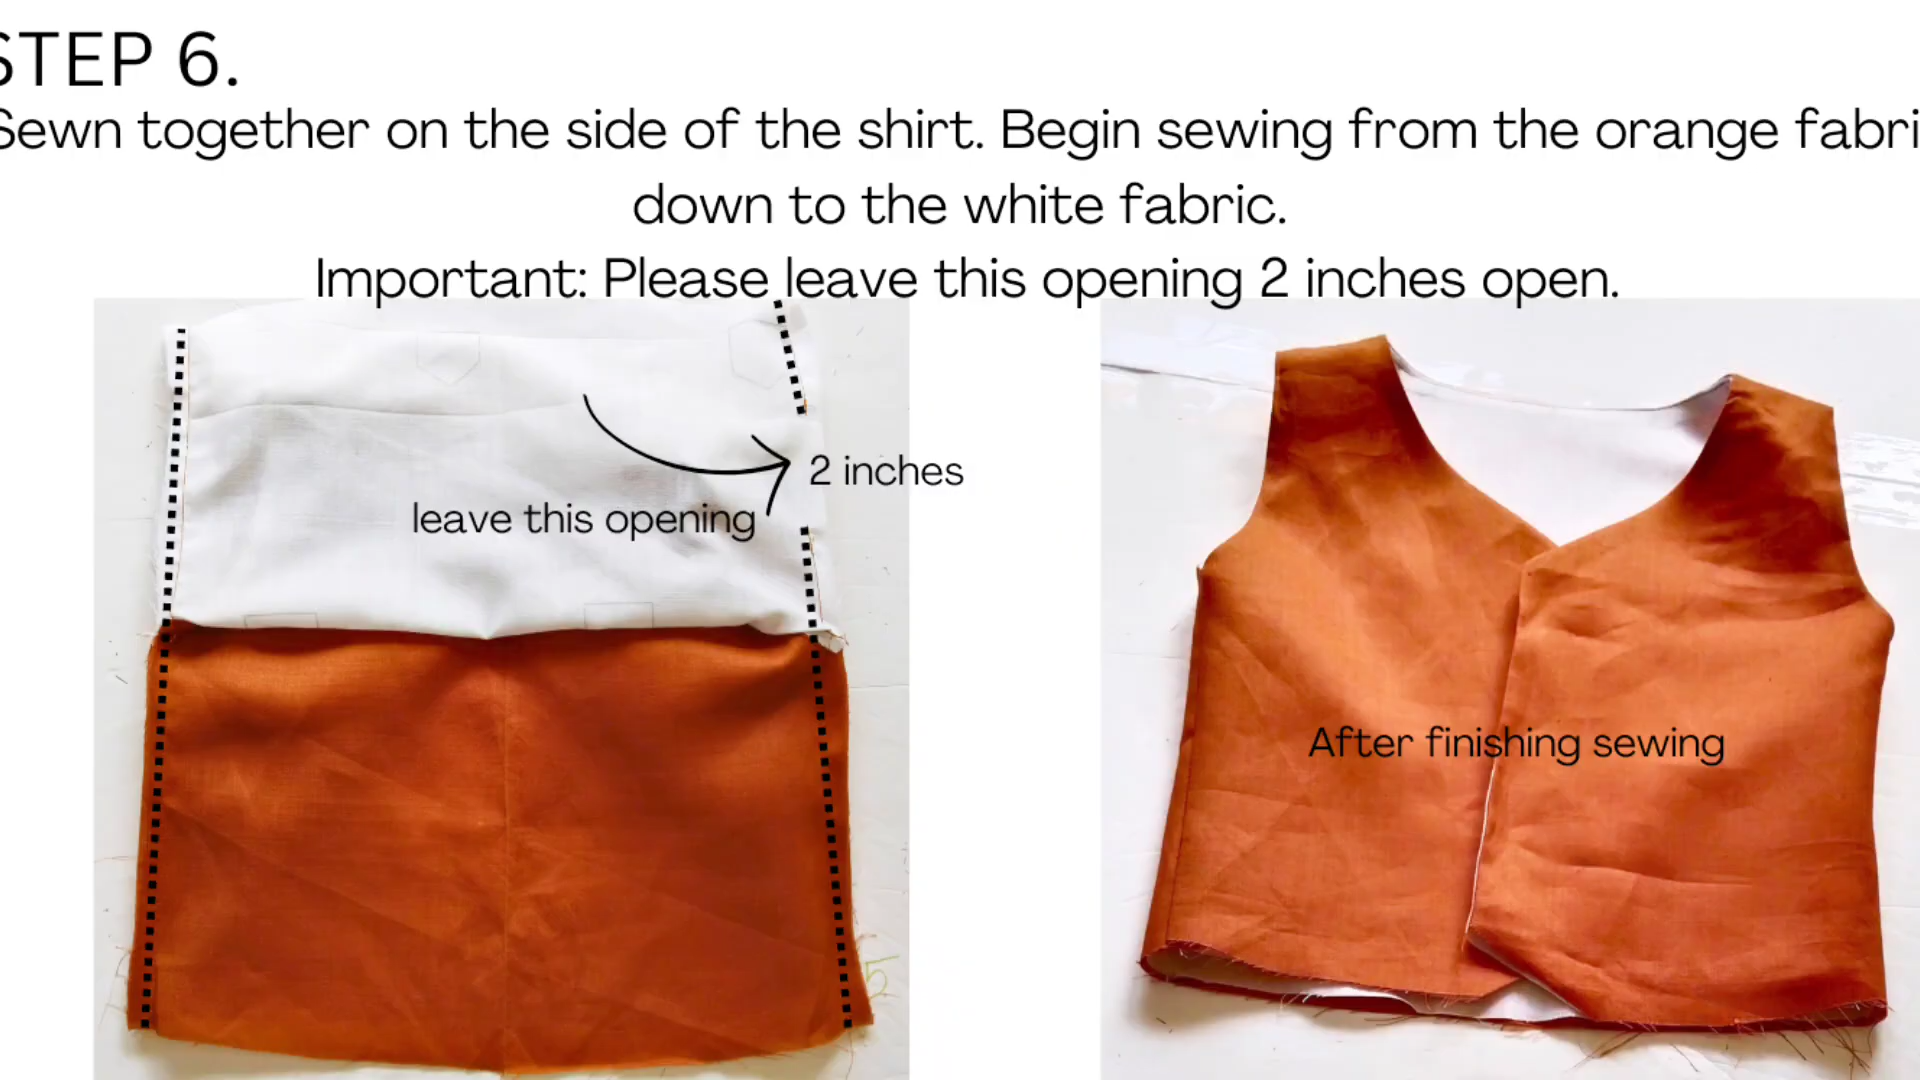 STEP 6.
Sewn together on the side of the shirt. Begin sewing from the orange fabri
down to the white fabric.
Important: Please leave this opening 2 inches open.
2 inches
leave this opening
After finishing sewing